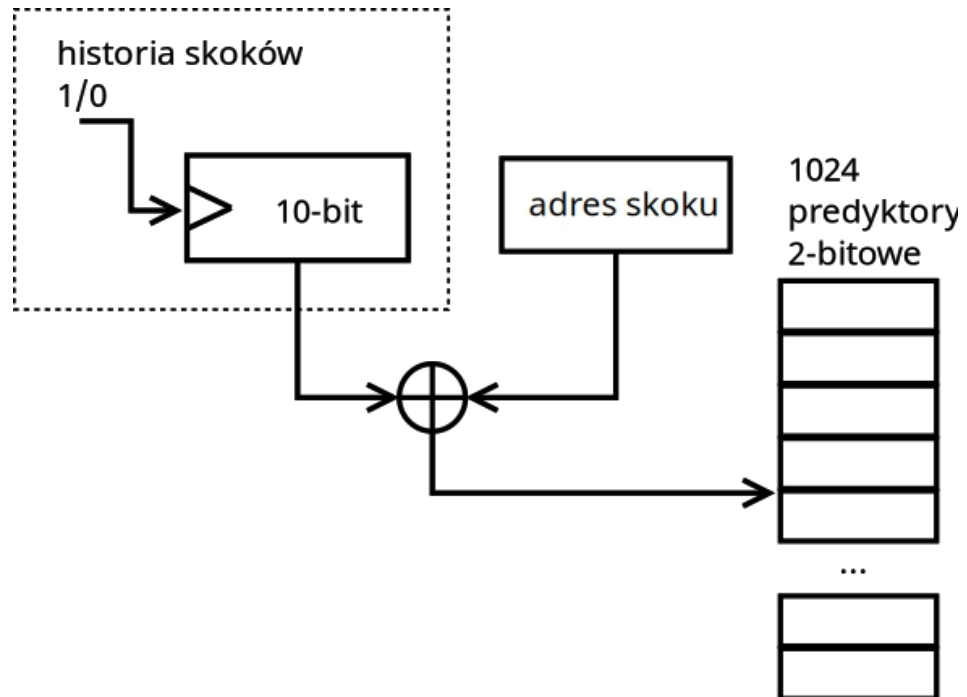 historia skoków
1/0
10-bit
adres skoku
1024
predyktory
2-bitowe
...